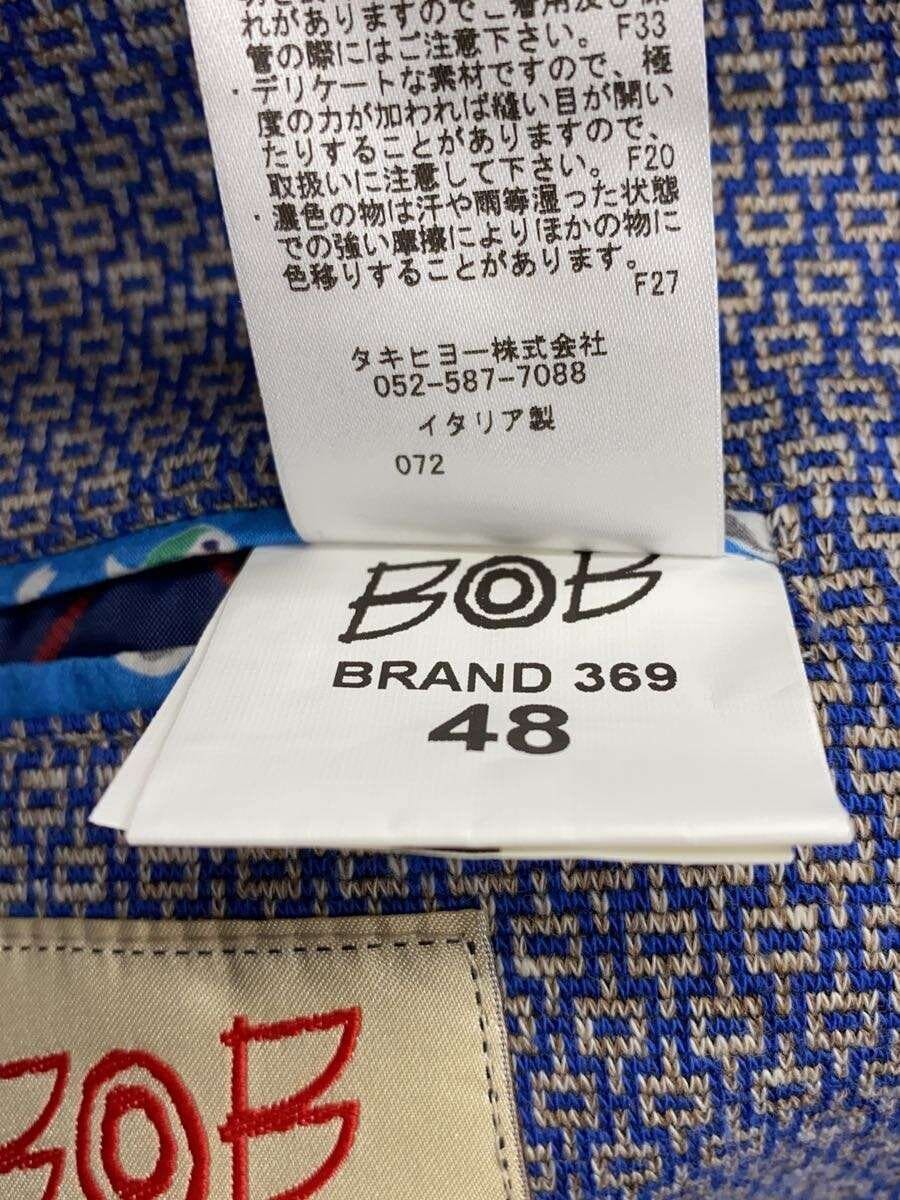 れがありますのでご着用及び保
管の際にはご注意下さい。 F33
・デリケートな素材ですので、極
度の力が加われば縫い目が開い
たりすることがありますので、
取扱いに注意して下さい。 F20
・濃色の物は汗や雨等湿った状態
での強い摩擦によりほかの物に
色移りすることがあります。
F27
タキヒヨー株式会社
052-587-7088
イタリア製
072
BOB
BRAND 369
48
BOB